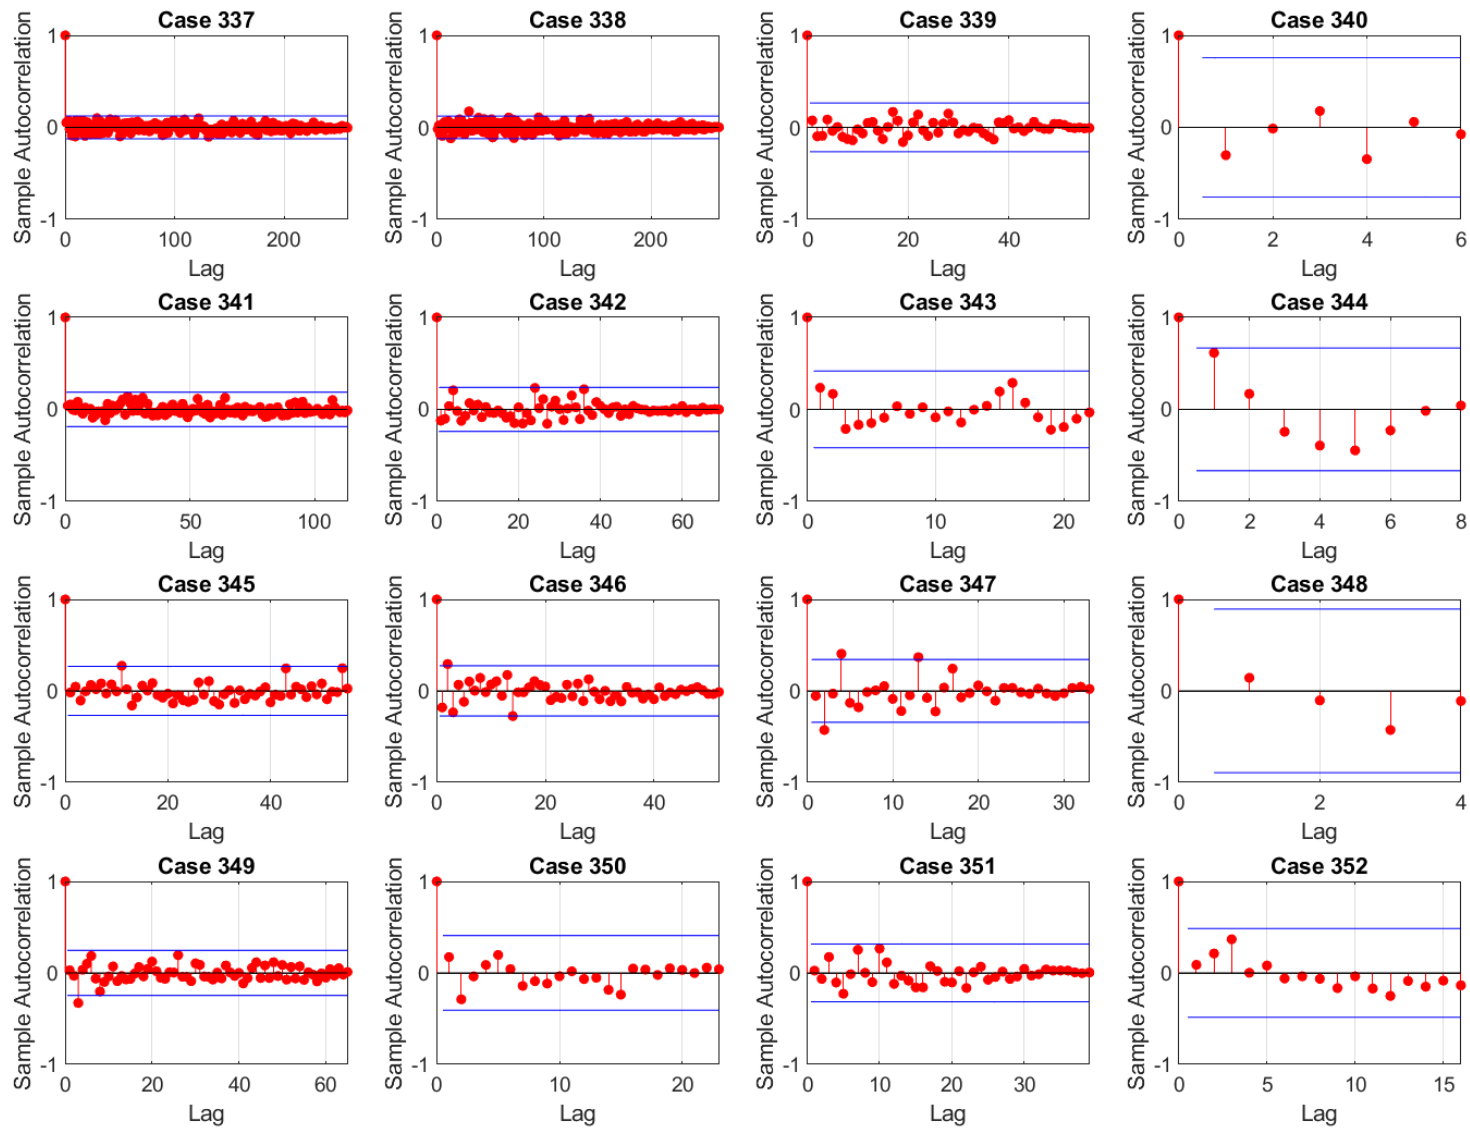 Case 337
Case 338
Case 339
Case 340
Sample Autocorrelation
1
0
-1
0
100
200
Lag
Sample Autocorrelation
1
0
-1
0
100
200
Lag
Sample Autocorrelation
1
0
-1
0
20
40
Lag
Sample Autocorrelation
1
0
-1
0
2
4
6
Lag
Case 341
Case 342
Case 343
Case 344
Sample Autocorrelation
1
0
-1
0
50
100
Lag
Sample Autocorrelation
1
0
-1
0
20
40
60
Lag
Sample Autocorrelation
1
0
-1
0
10
20
Lag
Sample Autocorrelation
1
0
-1
0
2
4
6
8
Lag
Case 345
Case 346
Case 347
Case 348
Sample Autocorrelation
1
0
-1
0
20
40
Lag
Sample Autocorrelation
1
0
-1
0
20
40
Lag
Sample Autocorrelation
1
0
-1
0
10
20
30
Lag
Sample Autocorrelation
1
0
-1
0
2
4
Lag
Case 349
Case 350
Case 351
Case 352
Sample Autocorrelation
1
0
-1
0
20
40
60
Lag
Sample Autocorrelation
1
0
-1
0
10
20
Lag
Sample Autocorrelation
1
0
-1
0
10
20
30
Lag
Sample Autocorrelation
1
0
-1
0
5
10
15
Lag